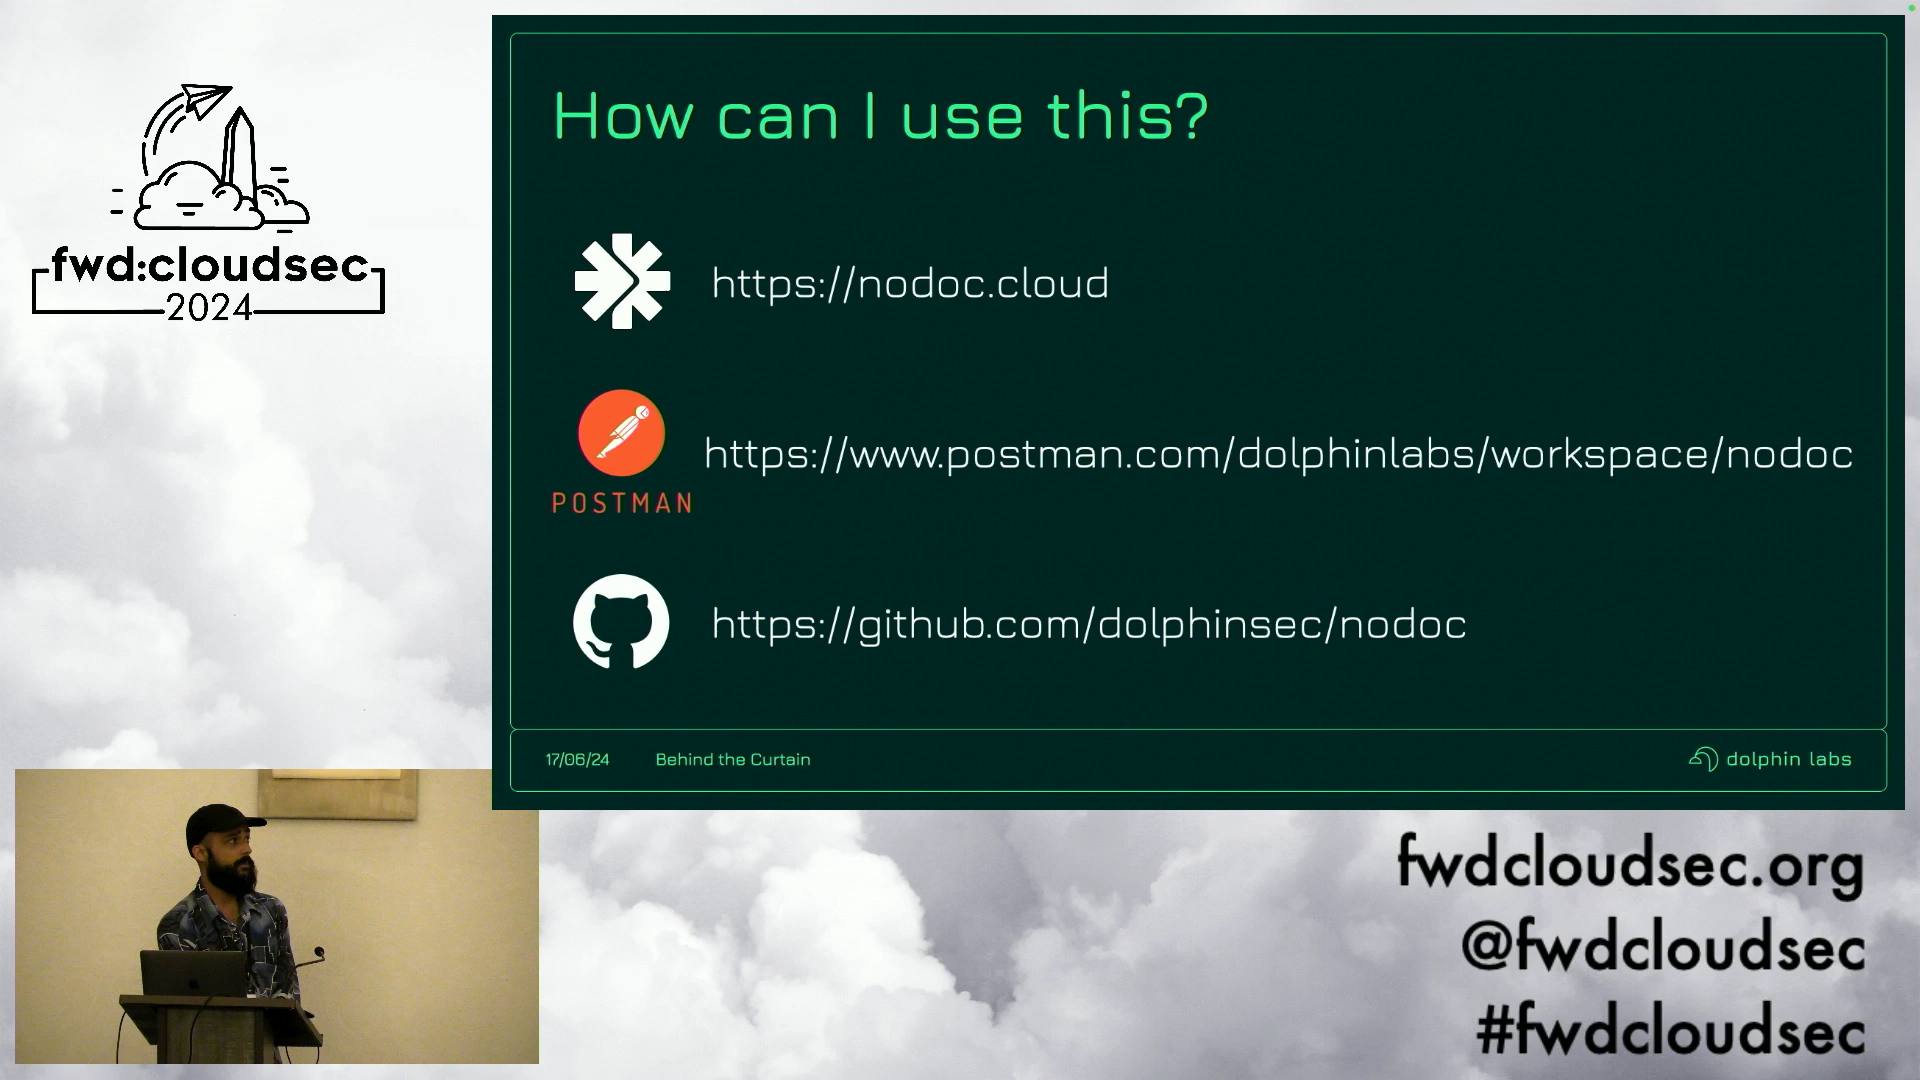 fwd:cloudsec
2024
How can I use this?
https://nodoc.cloud
POSTMAN
https://www.postman.com/dolphinlabs/workspace/nodoc
https://github.com/dolphinsec/nodoc
17/06/24 Behind the Curtain dolphin labs
fwdcloudsec.org
@fwdcloudsec
#fwdcloudsec